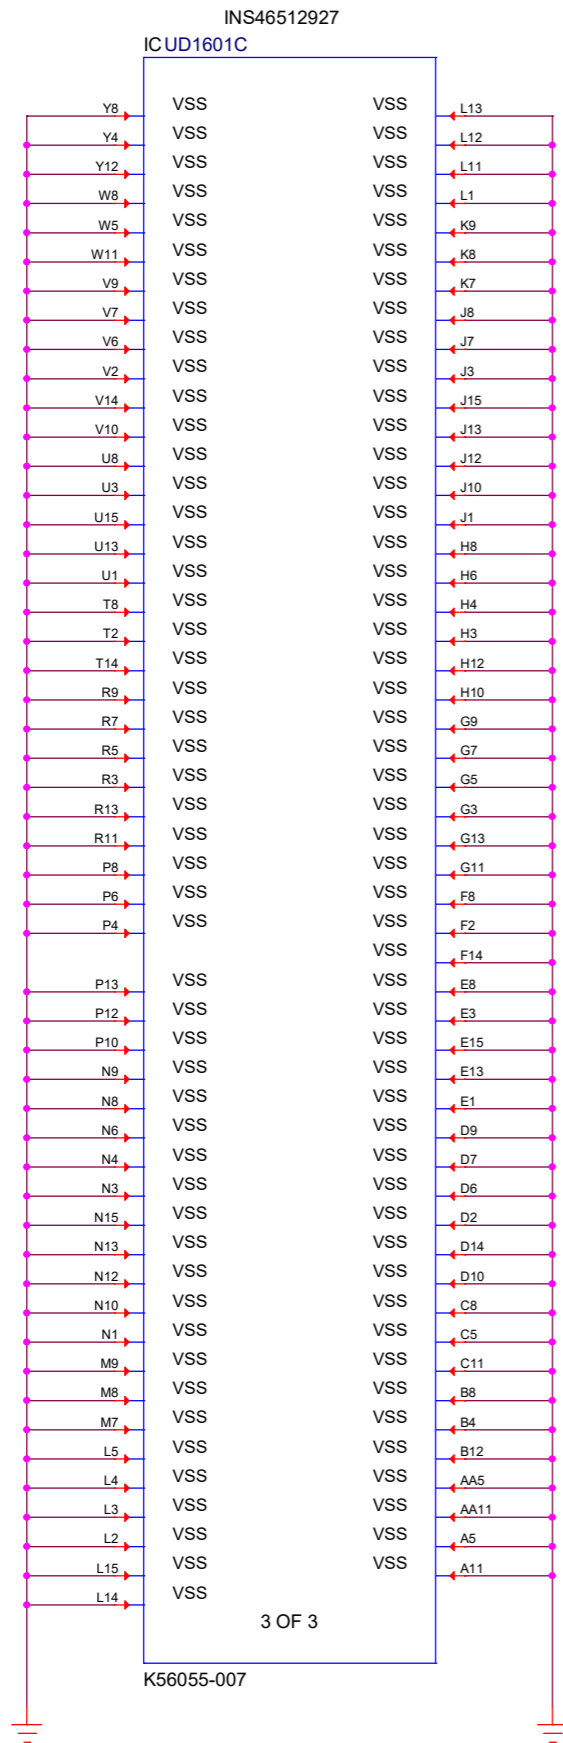 INS46512927
IC UD1601C
Y8 VSS VSS L13
Y4 VSS VSS L12
Y12 VSS VSS L11
W8 VSS VSS L1
W5 VSS VSS K9
W11 VSS VSS K8
V9 VSS VSS K7
V7 VSS VSS J8
V6 VSS VSS J7
V2 VSS VSS J3
V14 VSS VSS J15
V10 VSS VSS J13
U8 VSS VSS J12
U3 VSS VSS J10
U15 VSS VSS J1
U13 VSS VSS H8
U1 VSS VSS H6
T8 VSS VSS H4
T2 VSS VSS H3
T14 VSS VSS H12
R9 VSS VSS H10
R7 VSS VSS G9
R5 VSS VSS G7
R3 VSS VSS G5
R13 VSS VSS G3
R11 VSS VSS G13
P8 VSS VSS G11
P6 VSS VSS F8
P4 VSS VSS F2
VSS F14
P13 VSS VSS E8
P12 VSS VSS E3
P10 VSS VSS E15
N9 VSS VSS E13
N8 VSS VSS E1
N6 VSS VSS D9
N4 VSS VSS D7
N3 VSS VSS D6
N15 VSS VSS D2
N13 VSS VSS D14
N12 VSS VSS D10
N10 VSS VSS C8
N1 VSS VSS C5
M9 VSS VSS C11
M8 VSS VSS B8
M7 VSS VSS B4
L5 VSS VSS B12
L4 VSS VSS AA5
L3 VSS VSS AA11
L2 VSS VSS A5
L15 VSS VSS A11
L14 VSS
3 OF 3
K56055-007